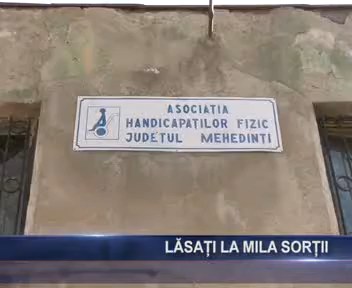 ASOCIAȚIA
HANDICAPAȚILOR FIZIC
JUDEȚUL MEHEDINȚI
LĂSAȚI LA MILA SORȚII